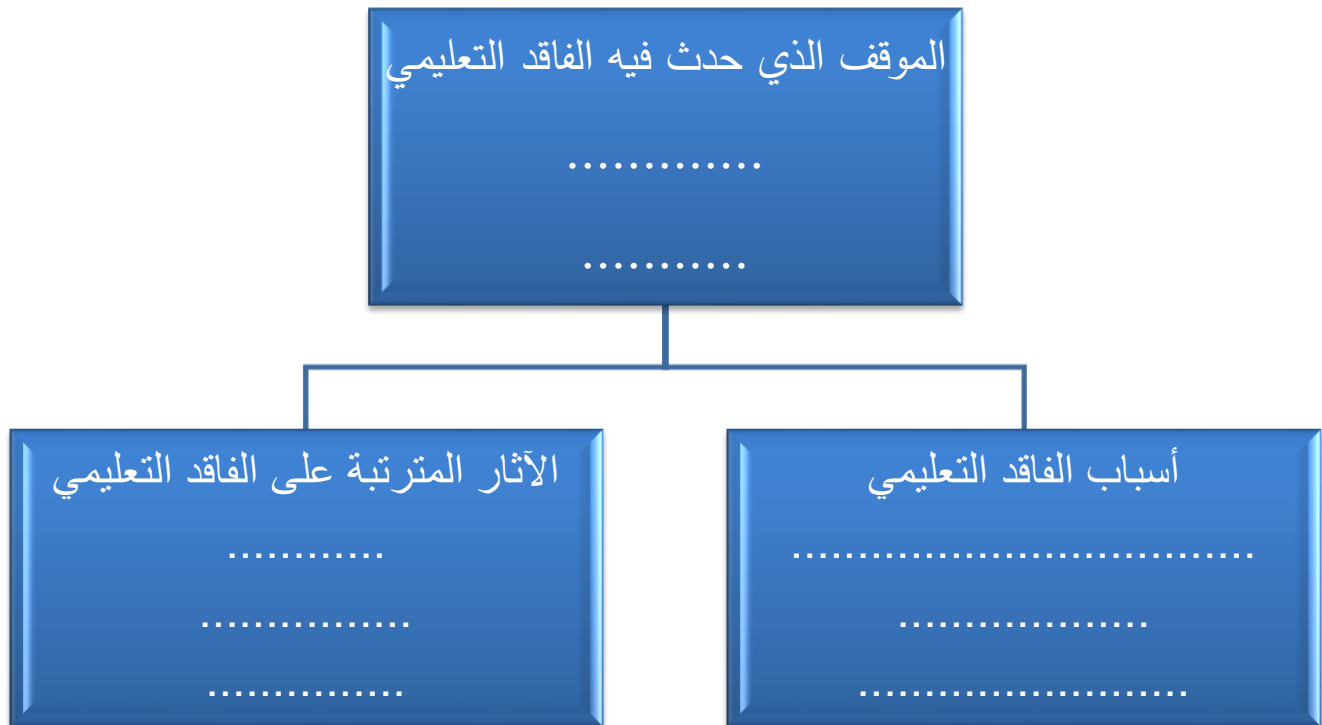 الموقف الذي حدث فيه الفاقد التعليمي
.............
...........
أسباب الفاقد التعليمي
...................................
...................
.........................
الآثار المترتبة على الفاقد التعليمي
............
................
...............